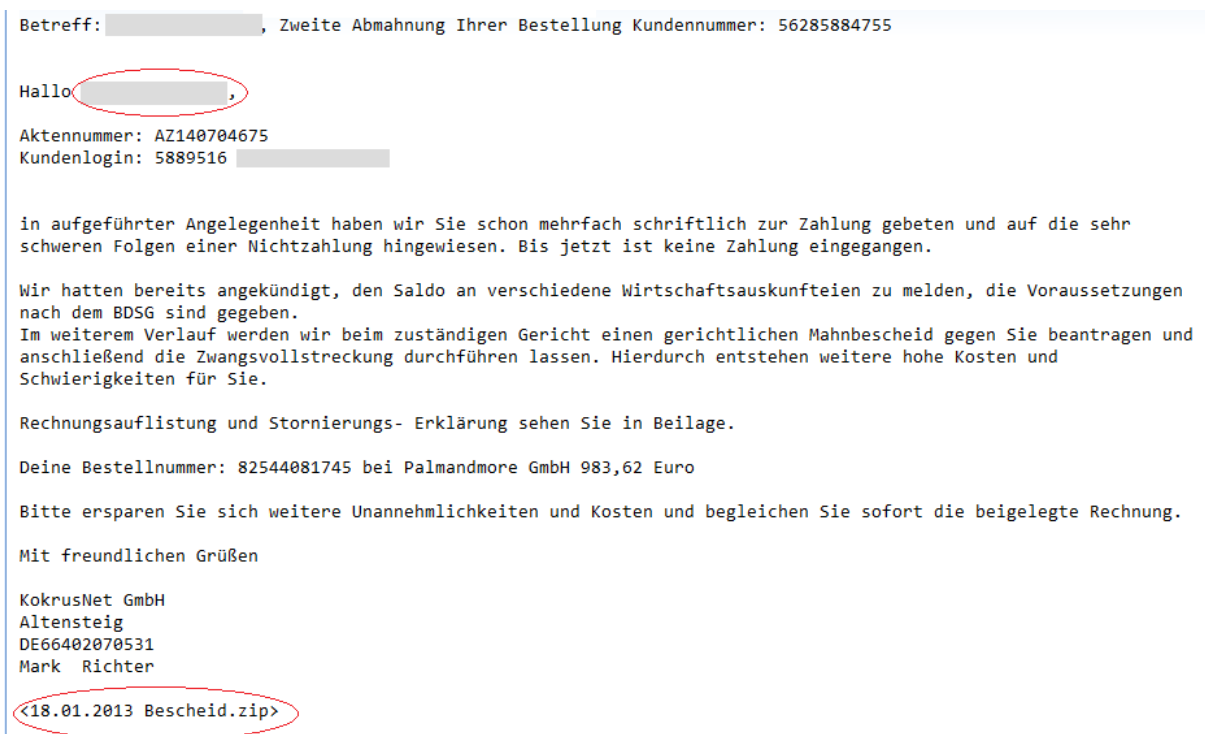 Betreff: , Zweite Abmahnung Ihrer Bestellung Kundennummer: 56285884755
Hallo ,
Aktennummer: AZ140704675
Kundenlogin: 5889516
in aufgeführter Angelegenheit haben wir Sie schon mehrfach schriftlich zur Zahlung gebeten und auf die sehr
schweren Folgen einer Nichtzahlung hingewiesen. Bis jetzt ist keine Zahlung eingegangen.
Wir hatten bereits angekündigt, den Saldo an verschiedene Wirtschaftsauskunfteien zu melden, die Voraussetzungen
nach dem BDSG sind gegeben.
Im weiterem Verlauf werden wir beim zuständigen Gericht einen gerichtlichen Mahnbescheid gegen Sie beantragen und
anschließend die Zwangsvollstreckung durchführen lassen. Hierdurch entstehen weitere hohe Kosten und
Schwierigkeiten für Sie.
Rechnungsauflistung und Stornierungs- Erklärung sehen Sie in Beilage.
Deine Bestellnummer: 82544081745 bei Palmandmore GmbH 983,62 Euro
Bitte ersparen Sie sich weitere Unannehmlichkeiten und Kosten und begleichen Sie sofort die beigelegte Rechnung.
Mit freundlichen Grüßen
KokrusNet GmbH
Altensteig
DE66402070531
Mark  Richter
<18.01.2013 Bescheid.zip>